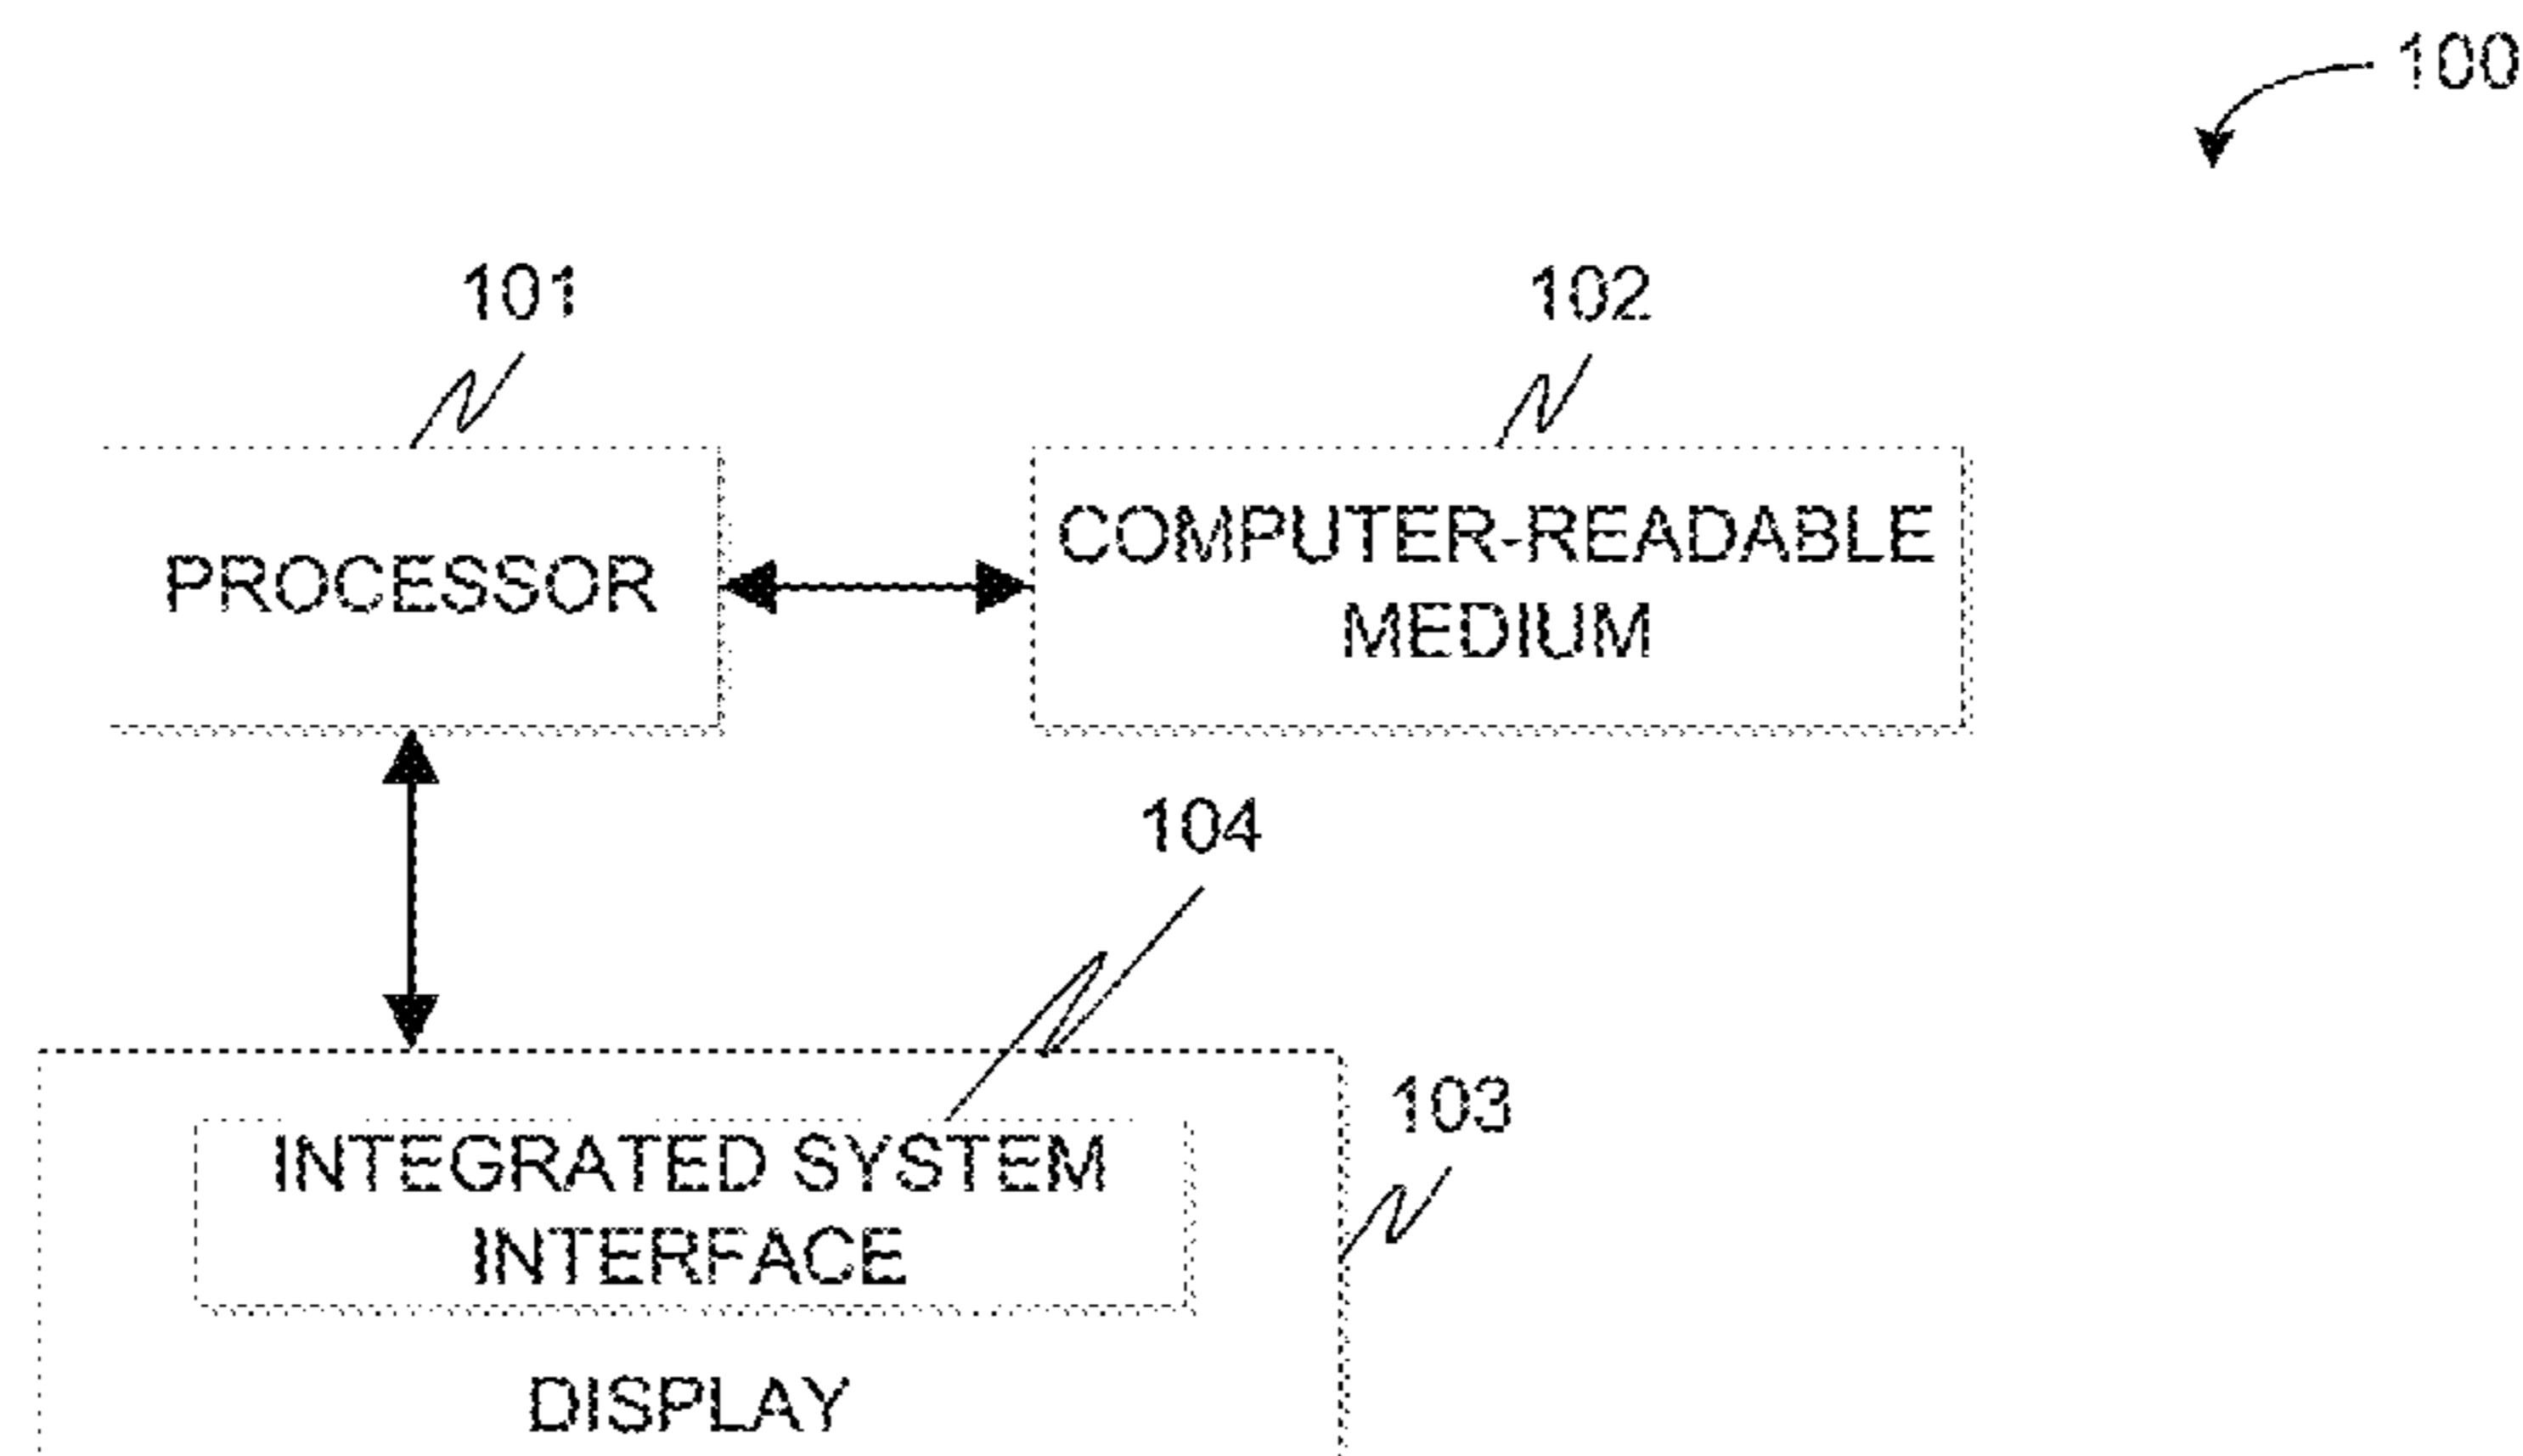 100
101
102
PROCESSOR
COMPUTER-READABLE
MEDIUM
104
103
INTEGRATED SYSTEM
INTERFACE
DISPLAY